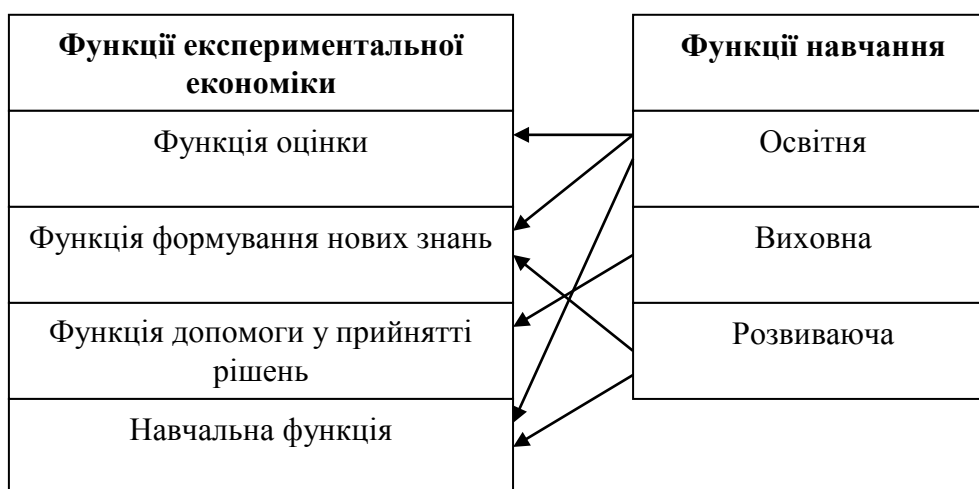 Функції експериментальної
економіки
Функція оцінки
Функція формування нових знань
Функція допомоги у прийнятті
рішень
Навчальна функція
Функції навчання
Освітня
Виховна
Розвиваюча